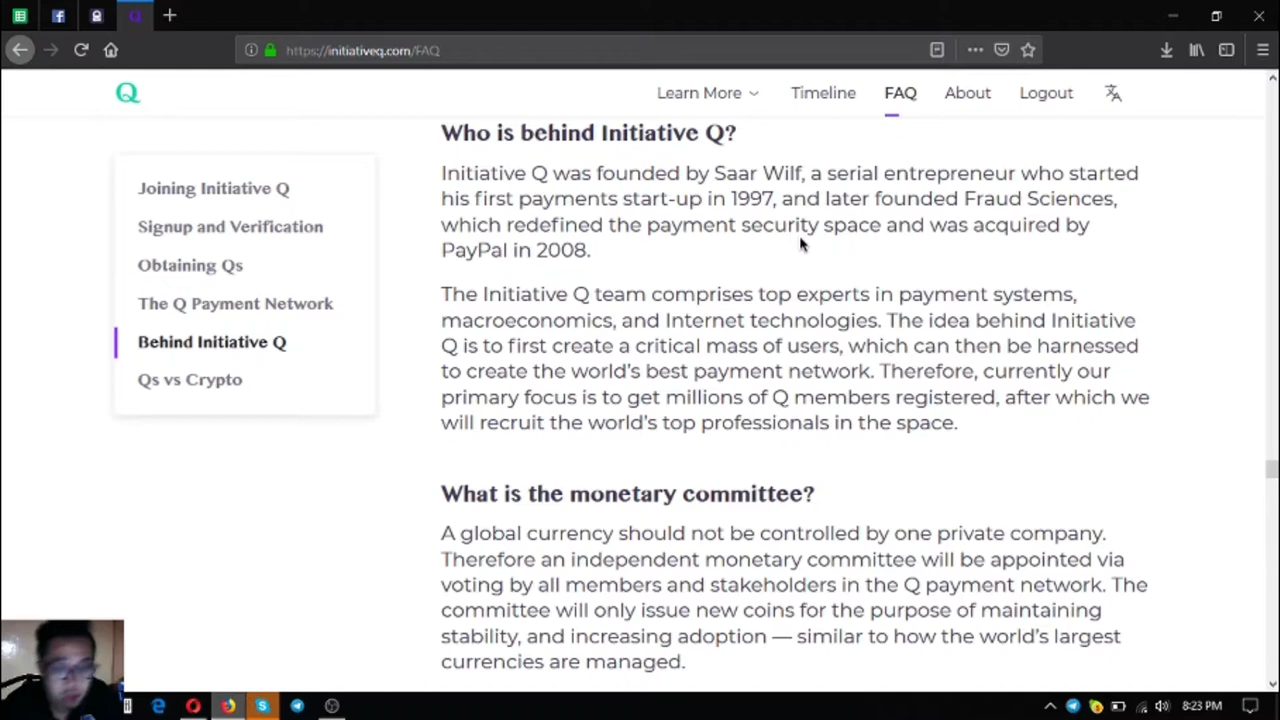 https://initiativeq.com/FAQ
Q
Learn More
Timeline
FAQ
About
Logout
Joining Initiative Q
Signup and Verification
Obtaining Qs
The Q Payment Network
Behind Initiative Q
Qs vs Crypto
Who is behind Initiative Q?
Initiative Q was founded by Saar Wilf, a serial entrepreneur who started
his first payments start-up in 1997, and later founded Fraud Sciences,
which redefined the payment security space and was acquired by
PayPal in 2008.
The Initiative Q team comprises top experts in payment systems,
macroeconomics, and Internet technologies. The idea behind Initiative
Q is to first create a critical mass of users, which can then be harnessed
to create the world's best payment network. Therefore, currently our
primary focus is to get millions of Q members registered, after which we
will recruit the world's top professionals in the space.
What is the monetary committee?
A global currency should not be controlled by one private company.
Therefore an independent monetary committee will be appointed via
voting by all members and stakeholders in the Q payment network. The
committee will only issue new coins for the purpose of maintaining
stability, and increasing adoption — similar to how the world's largest
currencies are managed.
8:23 PM